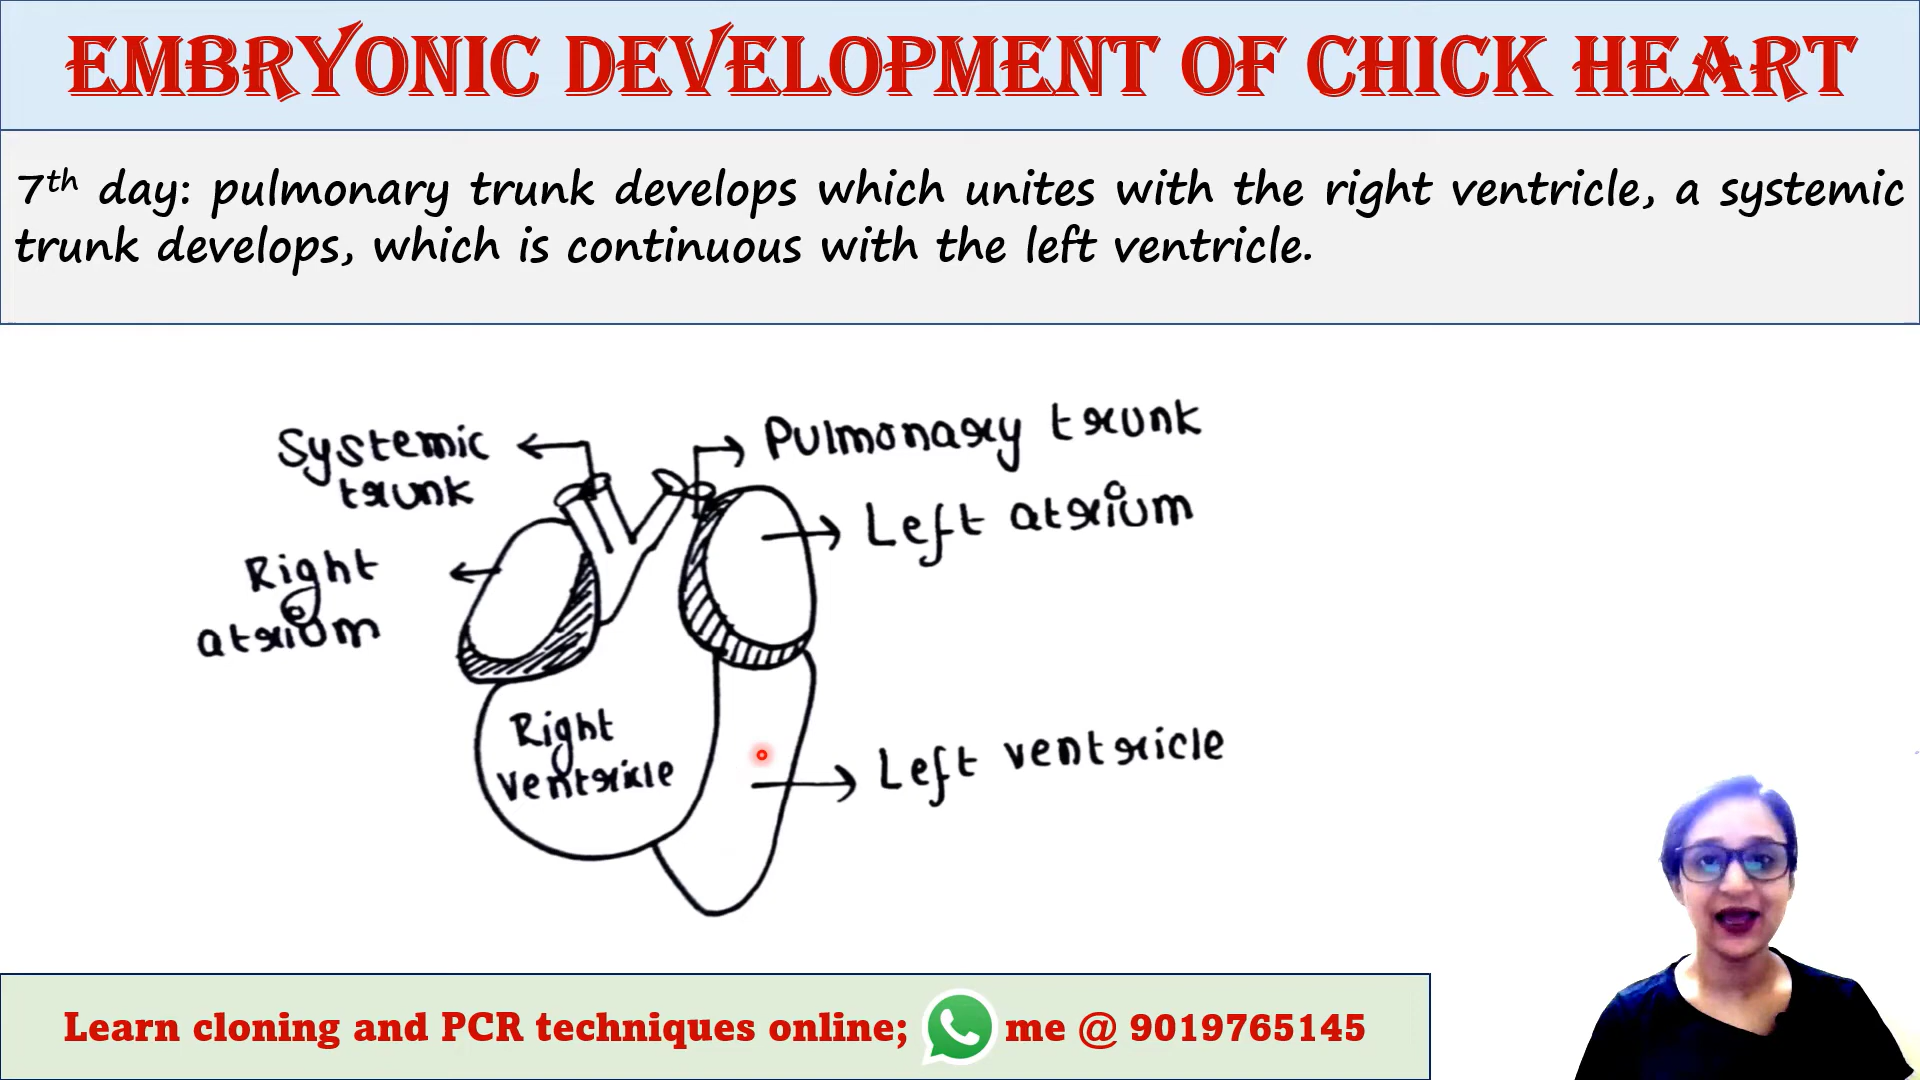 EMBRYONIC DEVELOPMENT OF CHICK HEART
7th day: pulmonary trunk develops which unites with the right ventricle, a systemic
trunk develops, which is continuous with the left ventricle.
Systemic
trunk
Pulmonary trunk
Left atrium
Right
atrium
Right
ventricle
Left ventricle
Learn cloning and PCR techniques online; me @ 9019765145